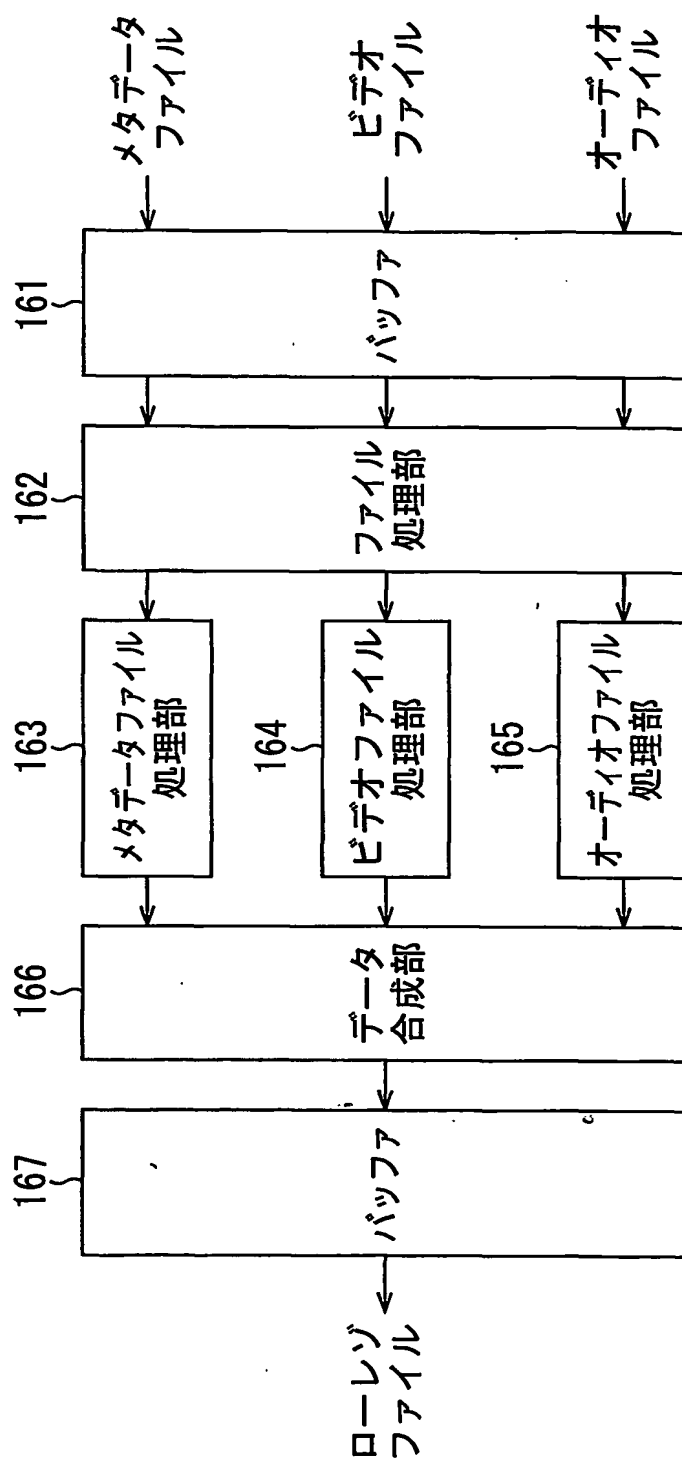 メタデータ
ファイル
ビデオ
ファイル
オーディオ
ファイル
161
バッファ
162
ファイル
処理部
163
メタデータファイル
処理部
164
ビデオファイル
処理部
165
オーディオファイル
処理部
166
データ
合成部
167
バッファ
ローレゾ
ファイル